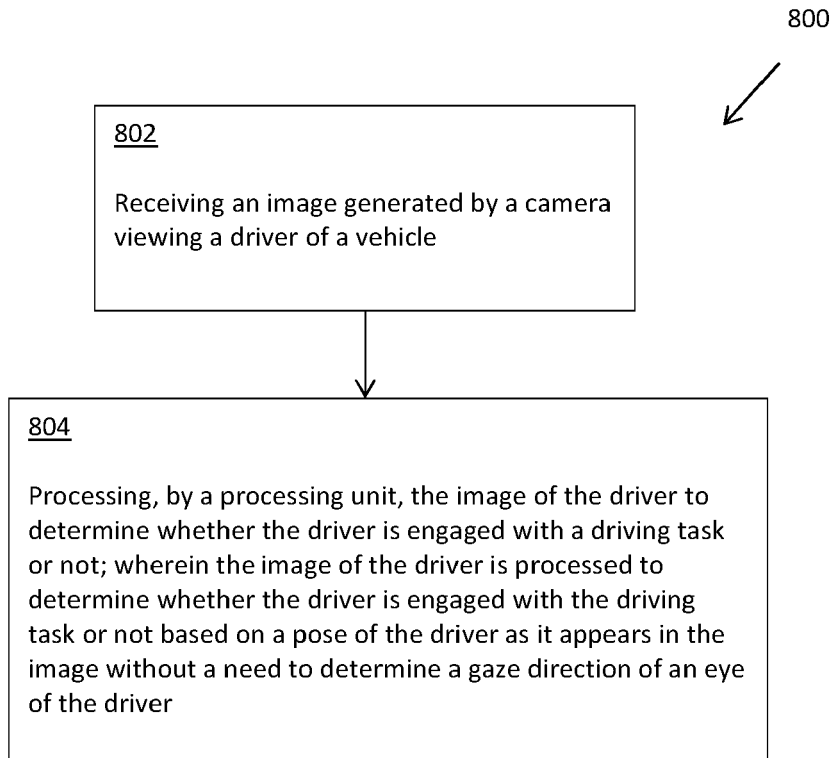 800
802
Receiving an image generated by a camera
viewing a driver of a vehicle
804
Processing, by a processing unit, the image of the driver to
determine whether the driver is engaged with a driving task
or not; wherein the image of the driver is processed to
determine whether the driver is engaged with the driving
task or not based on a pose of the driver as it appears in the
image without a need to determine a gaze direction of an eye
of the driver